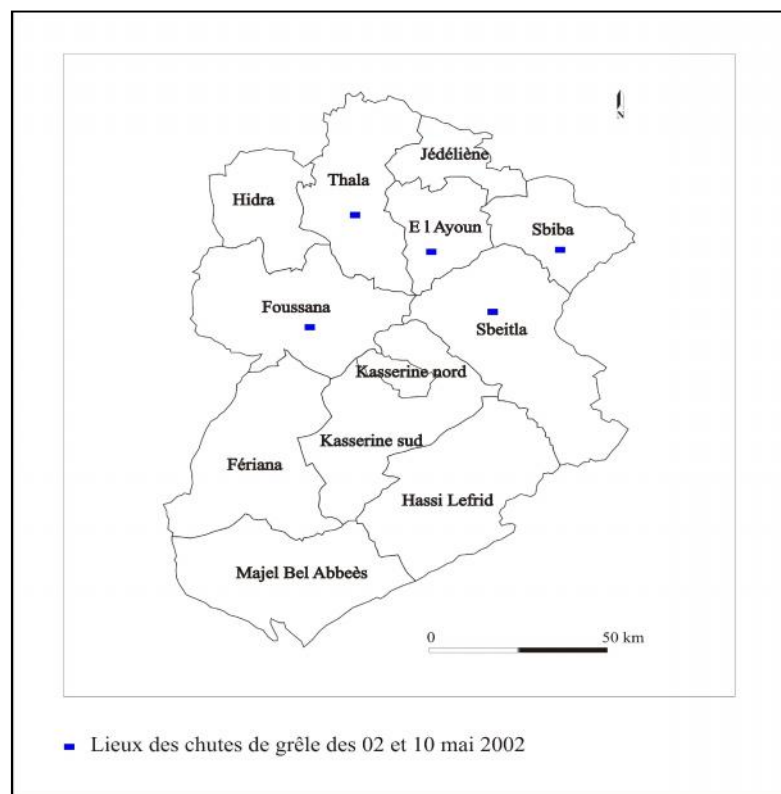 N
Jédéliène
Thala
Hidra
E l Ayoun
Sbiba
Foussana
Sbeitla
Kasserine nord
Kasserine sud
Fériana
Hassi Lefrid
Majel Bel Abbeès
0 50 km
Lieux des chutes de grêle des 02 et 10 mai 2002